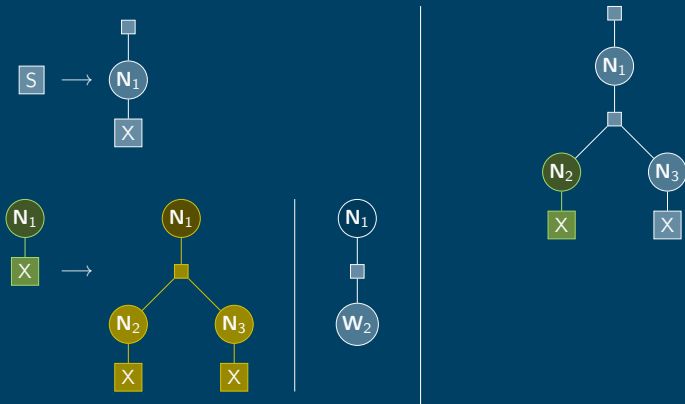 S → N₁
X
N₁ N₁ N₁
X →
N₂ N₃ W₂
X X
N₁
N₂ N₃
X X